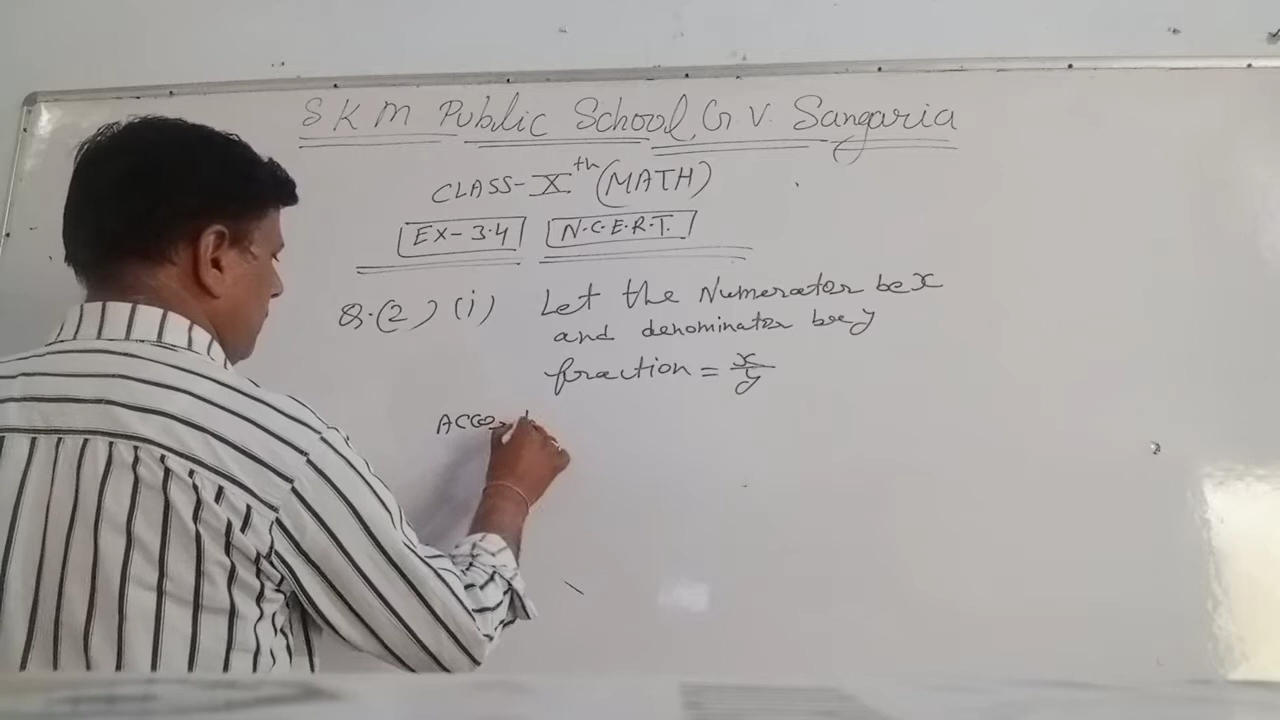 SKM Public School, G.V. Sangaria
CLASS-Xth (MATH)
EX-3.4 N.C.E.R.T.
Q.(2) (i) Let the Numerator be x
and denominator be y
fraction = x/y